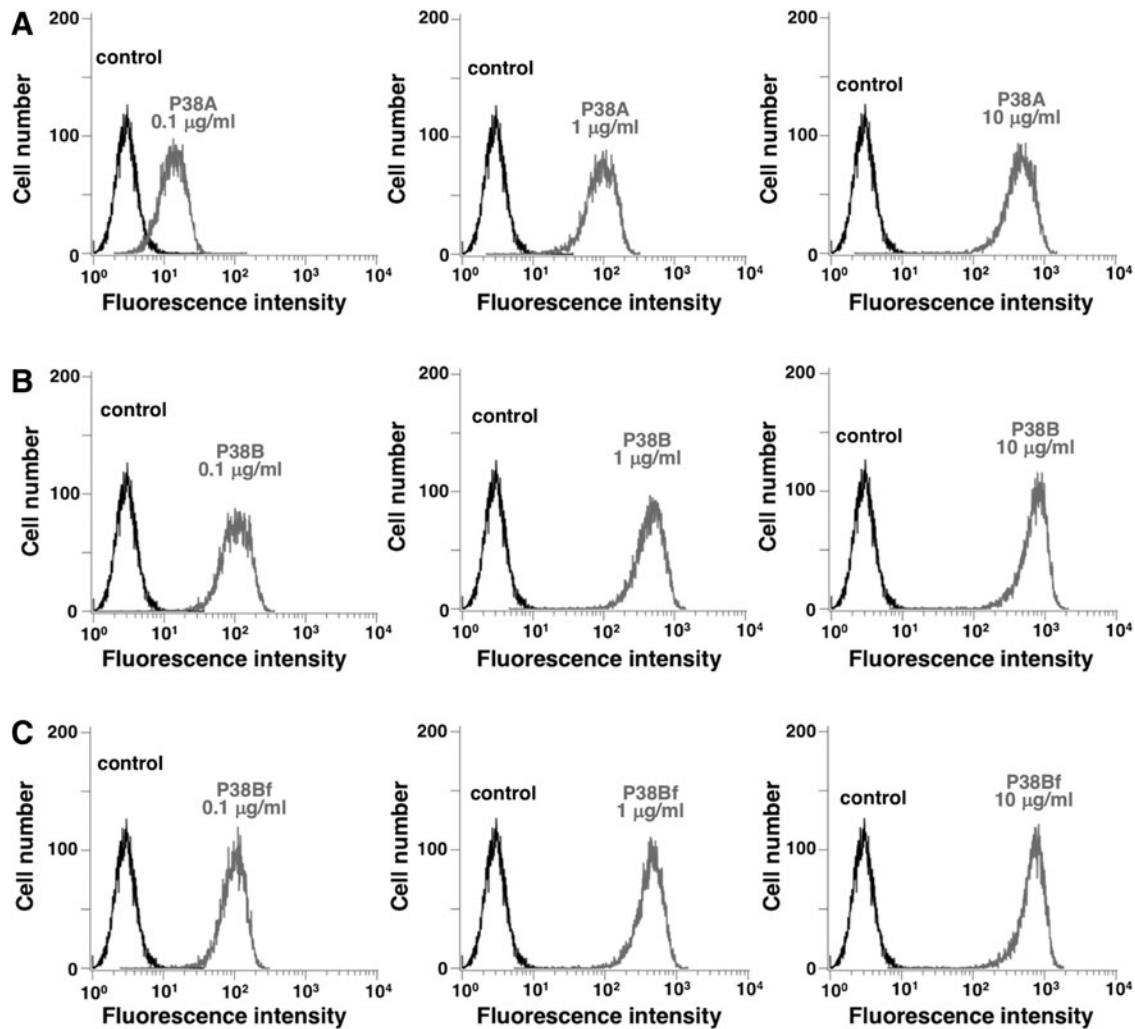 A
200
100
0
Cell number
control
P38A
0.1 μg/ml
10⁰ 10¹ 10² 10³ 10⁴
Fluorescence intensity
200
100
0
Cell number
control
P38A
1 μg/ml
10⁰ 10¹ 10² 10³ 10⁴
Fluorescence intensity
200
100
0
Cell number
control
P38A
10 μg/ml
10⁰ 10¹ 10² 10³ 10⁴
Fluorescence intensity
B
200
100
0
Cell number
control
P38B
0.1 μg/ml
10⁰ 10¹ 10² 10³ 10⁴
Fluorescence intensity
200
100
0
Cell number
control
P38B
1 μg/ml
10⁰ 10¹ 10² 10³ 10⁴
Fluorescence intensity
200
100
0
Cell number
control
P38B
10 μg/ml
10⁰ 10¹ 10² 10³ 10⁴
Fluorescence intensity
C
200
100
0
Cell number
control
P38Bf
0.1 μg/ml
10⁰ 10¹ 10² 10³ 10⁴
Fluorescence intensity
200
100
0
Cell number
control
P38Bf
1 μg/ml
10⁰ 10¹ 10² 10³ 10⁴
Fluorescence intensity
200
100
0
Cell number
control
P38Bf
10 μg/ml
10⁰ 10¹ 10² 10³ 10⁴
Fluorescence intensity